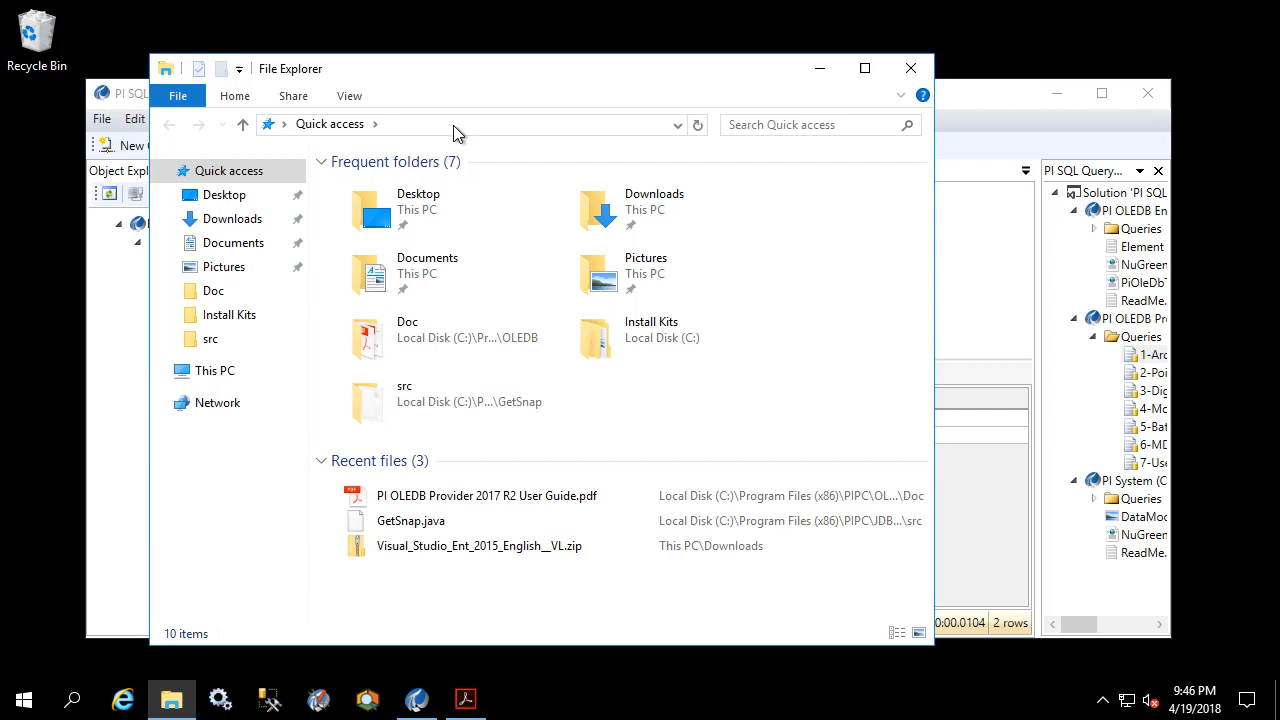 Recycle Bin
PI SQL
File Edit
New
Object Expl
File Explorer
File Home Share View
Quick access
Search Quick access
Quick access
Desktop
Downloads
Documents
Pictures
Doc
Install Kits
src
This PC
Network
Frequent folders (7)
Desktop
This PC
Downloads
This PC
Documents
This PC
Pictures
This PC
Doc
Local Disk (C:)\Pr...\OLEDB
Install Kits
Local Disk (C:)
src
Local Disk (C:)\P...\GetSnap
Recent files (3)
PI OLEDB Provider 2017 R2 User Guide.pdf Local Disk (C:)\Program Files (x86)\PIPC\OL...\Doc
GetSnap.java Local Disk (C:)\Program Files (x86)\PIPC\JDB...\src
Visual_Studio_Ent_2015_English__VL.zip This PC\Downloads
10 items
0:00.0104 2 rows
PI SQL Query...
Solution 'PI SQL
PI OLEDB En
Queries
Element
NuGreen
PiOleDbT
ReadMe.
PI OLEDB Pr
Queries
1-Arc
2-Poi
3-Dig
4-Mo
5-Bat
6-MD
7-Use
PI System (C
Queries
DataMod
NuGreen
ReadMe.
9:46 PM
4/19/2018